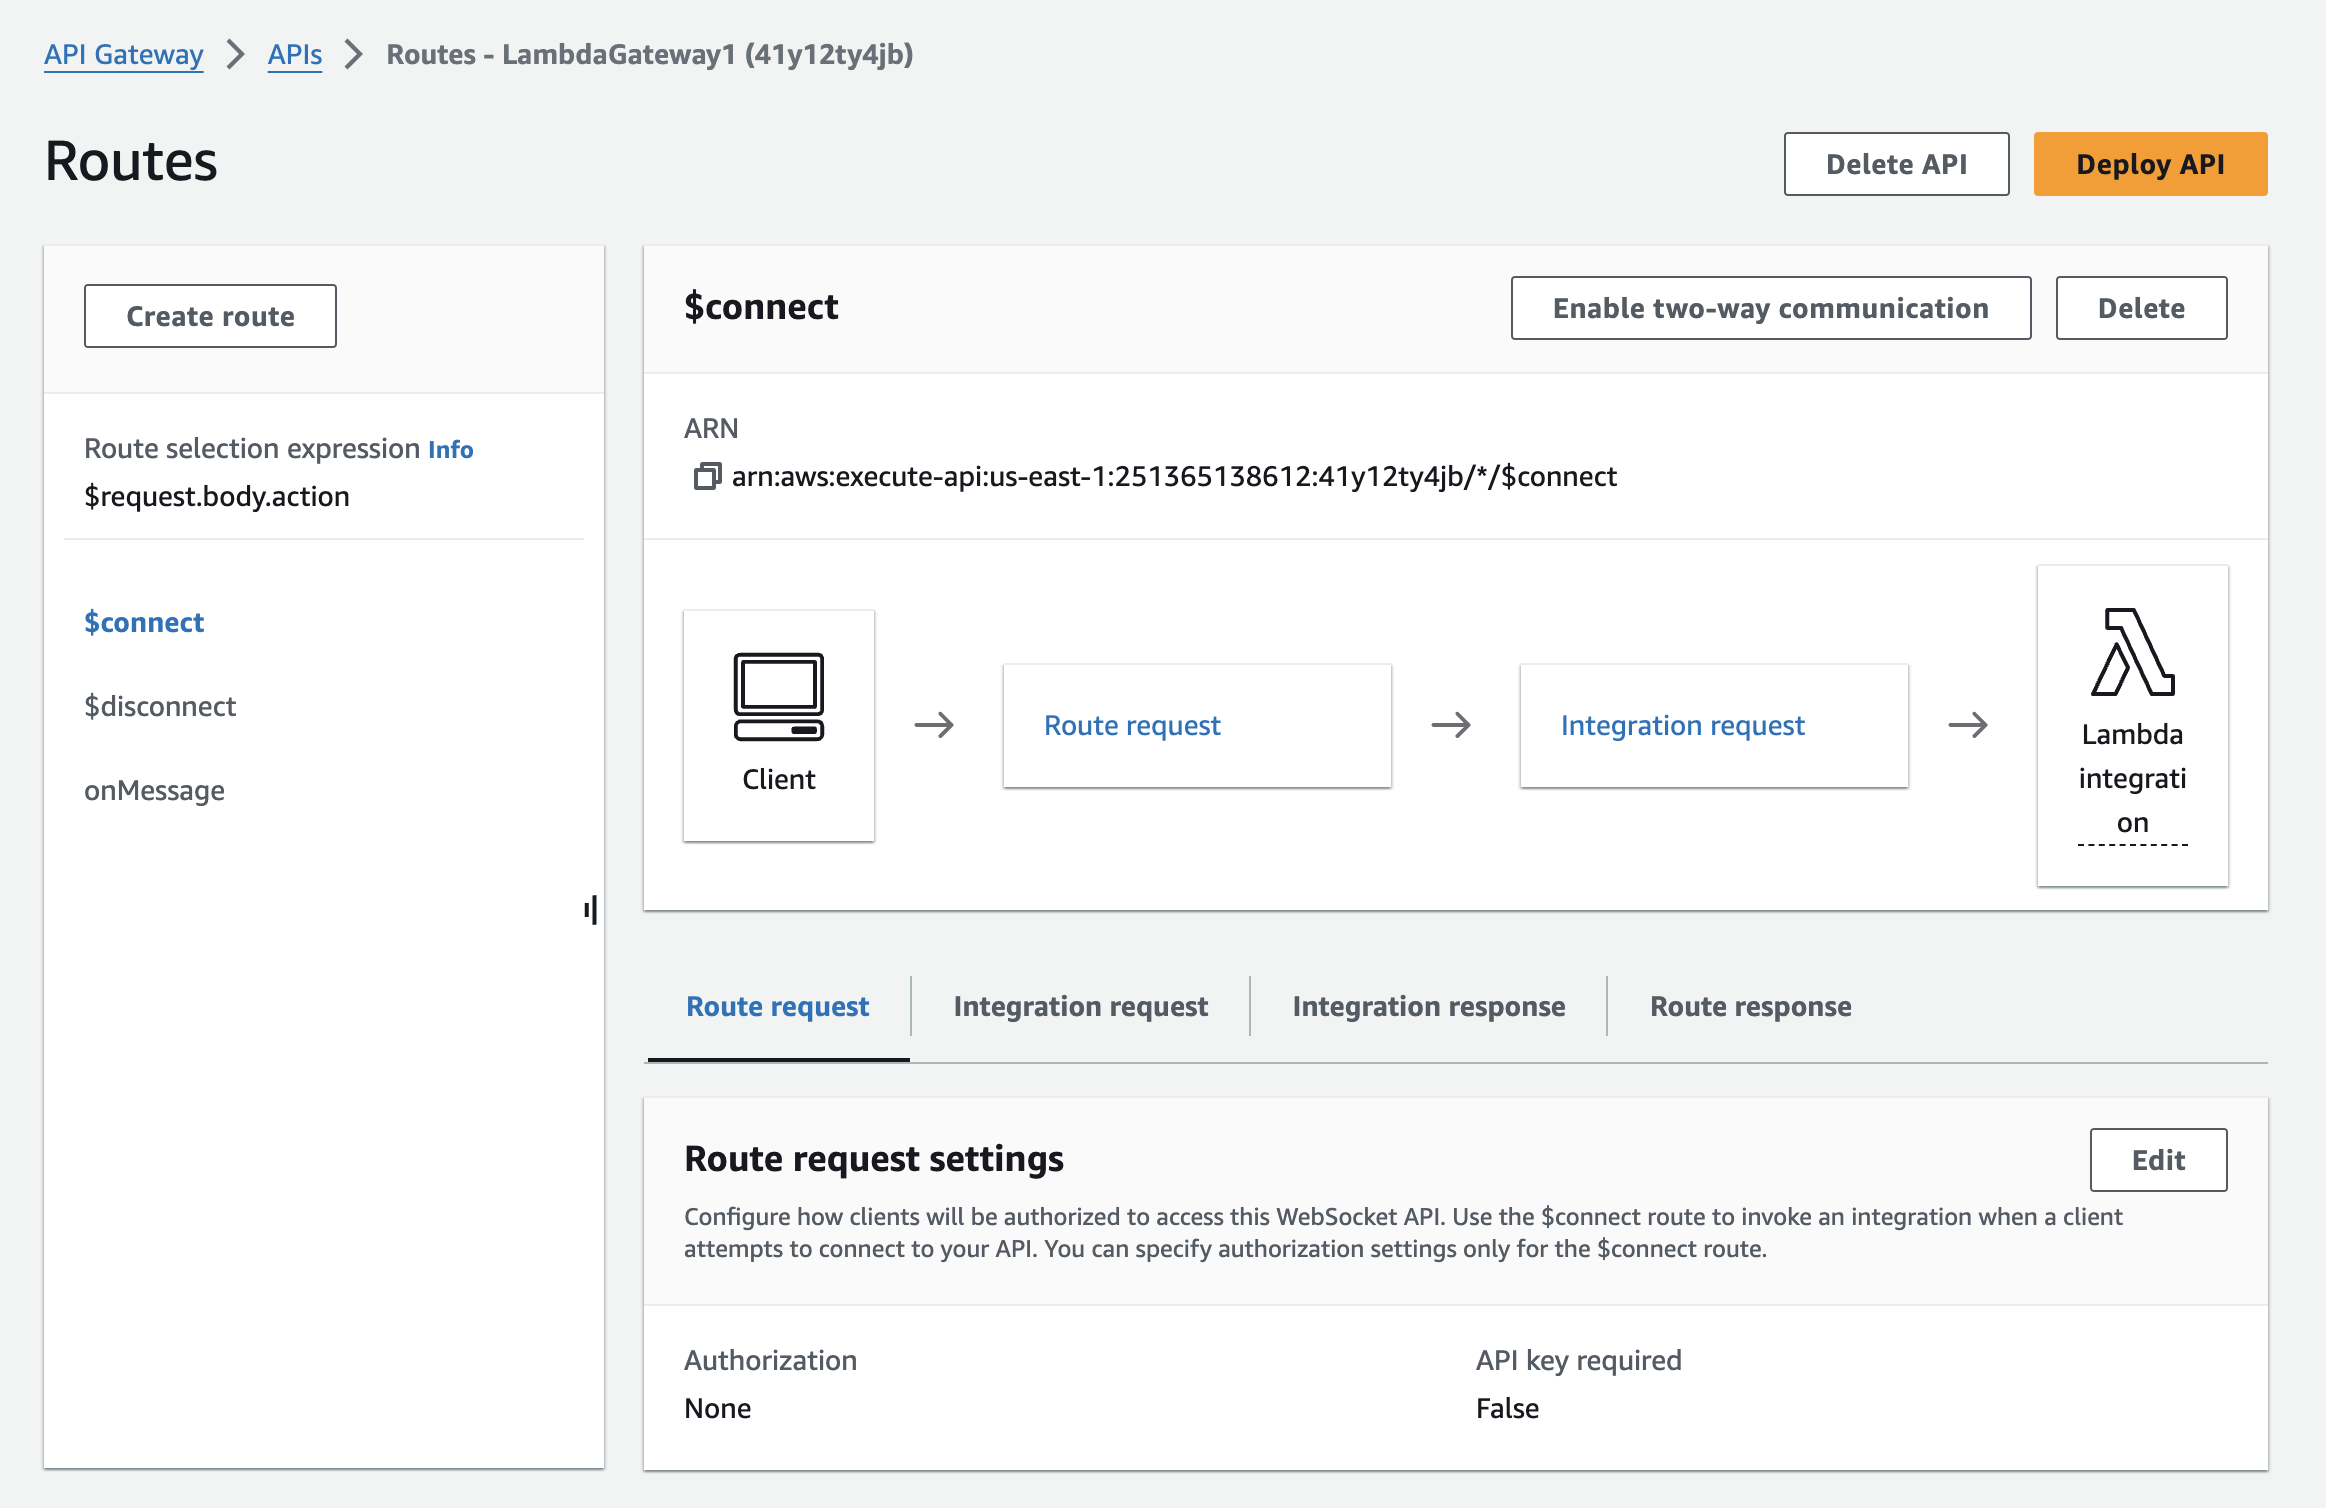 API Gateway > APIs > Routes - LambdaGateway1 (41y12ty4jb)
Routes
Delete API
Deploy API
Create route
Route selection expression Info
$request.body.action
$connect
$disconnect
onMessage
$connect
Enable two-way communication
Delete
ARN
arn:aws:execute-api:us-east-1:251365138612:41y12ty4jb/*/$connect
Client
Route request
Integration request
Lambda
integrati
on
Route request
Integration request
Integration response
Route response
Route request settings
Edit
Configure how clients will be authorized to access this WebSocket API. Use the $connect route to invoke an integration when a client
attempts to connect to your API. You can specify authorization settings only for the $connect route.
Authorization
None
API key required
False